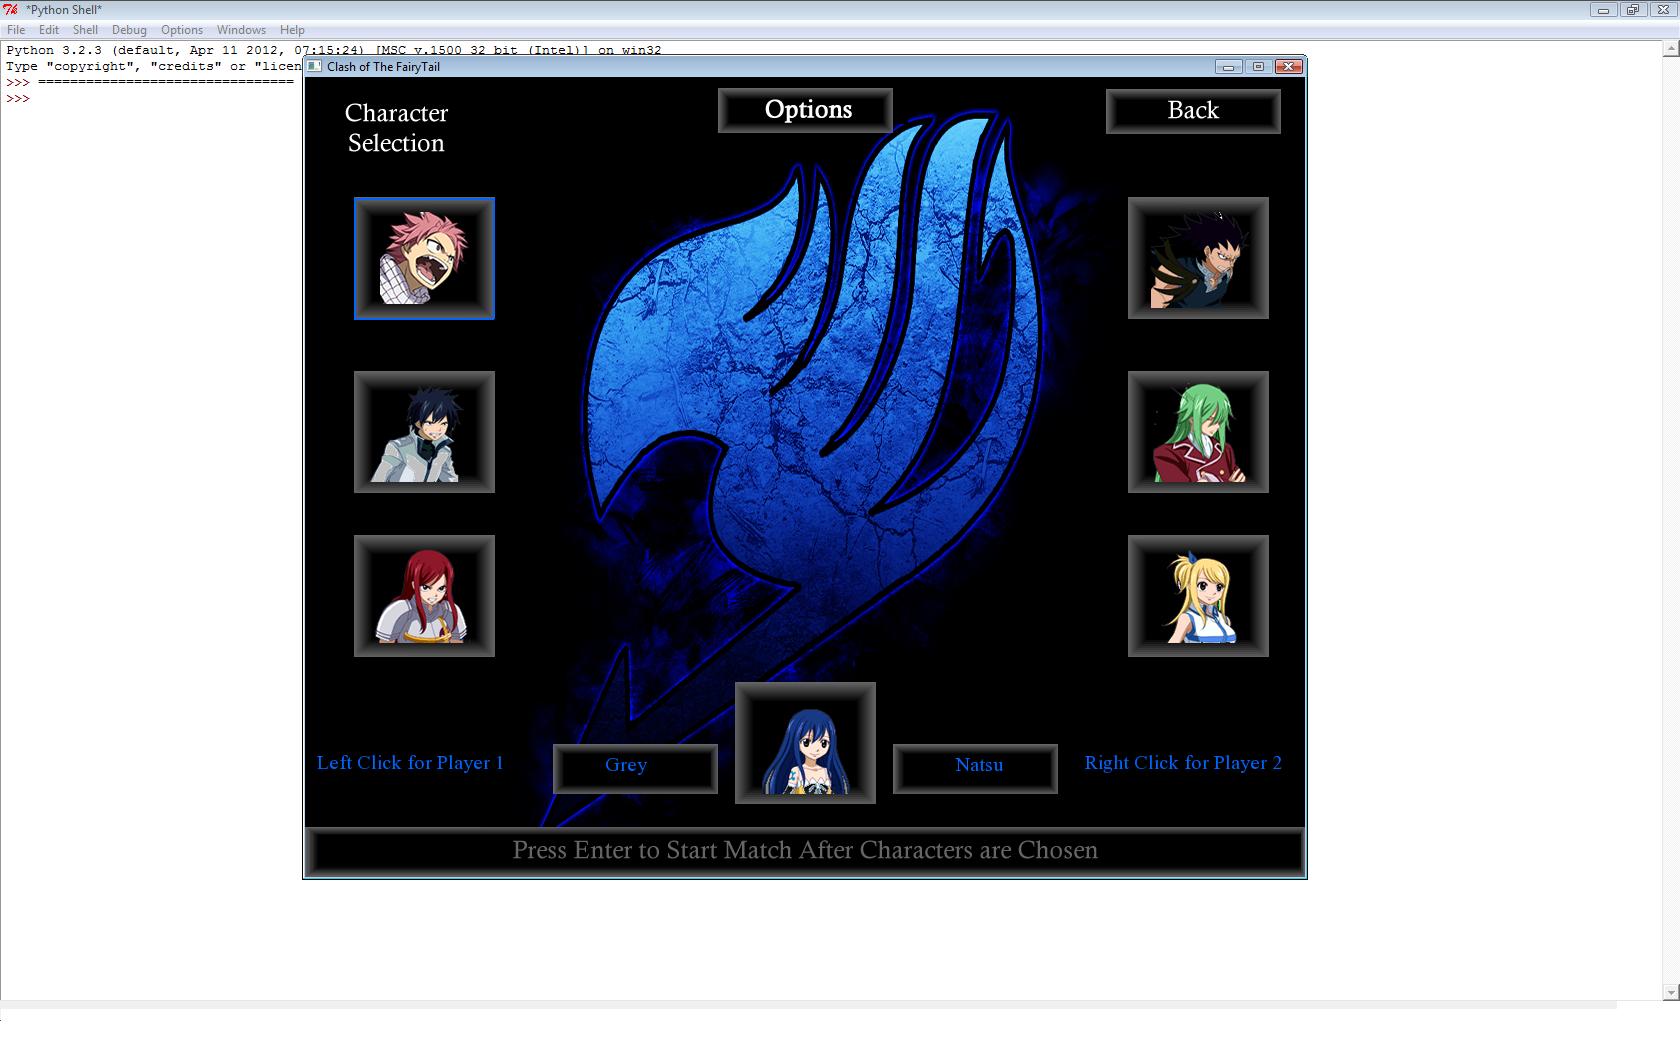 *Python Shell*
File Edit Shell Debug Options Windows Help
Python 3.2.3 (default, Apr 11 2012, 07:15:24) [MSC v.1500 32 bit (Intel)] on win32
Type "copyright", "credits" or "licen
>>> ================================
>>>
Clash of The FairyTail
Character
Selection
Options
Back
Left Click for Player 1
Grey
Natsu
Right Click for Player 2
Press Enter to Start Match After Characters are Chosen